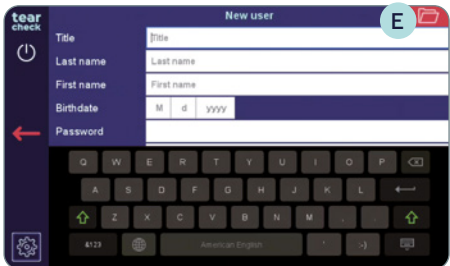 tear
check
New user
E
Title
Title
Last name
Last name
First name
First name
Birthdate
M d yyyy
Password
Q W E R T Y U I O P
A S D F G H J K L
Z X C V B N M , .
&123
American English
' :-)